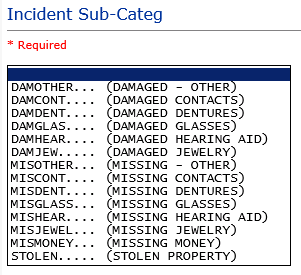 Incident Sub-Categ
* Required
DAMOTHER... (DAMAGED - OTHER)
DAMCONT.... (DAMAGED CONTACTS)
DAMDENT.... (DAMAGED DENTURES)
DAMGLAS.... (DAMAGED GLASSES)
DAMHEAR.... (DAMAGED HEARING AID)
DAMJEW..... (DAMAGED JEWELRY)
MISOTHER... (MISSING - OTHER)
MISCONT.... (MISSING CONTACTS)
MISDENT.... (MISSING DENTURES)
MISGLASS... (MISSING GLASSES)
MISHEAR.... (MISSING HEARING AID)
MISJEWEL... (MISSING JEWELRY)
MISMONEY... (MISSING MONEY)
STOLEN..... (STOLEN PROPERTY)